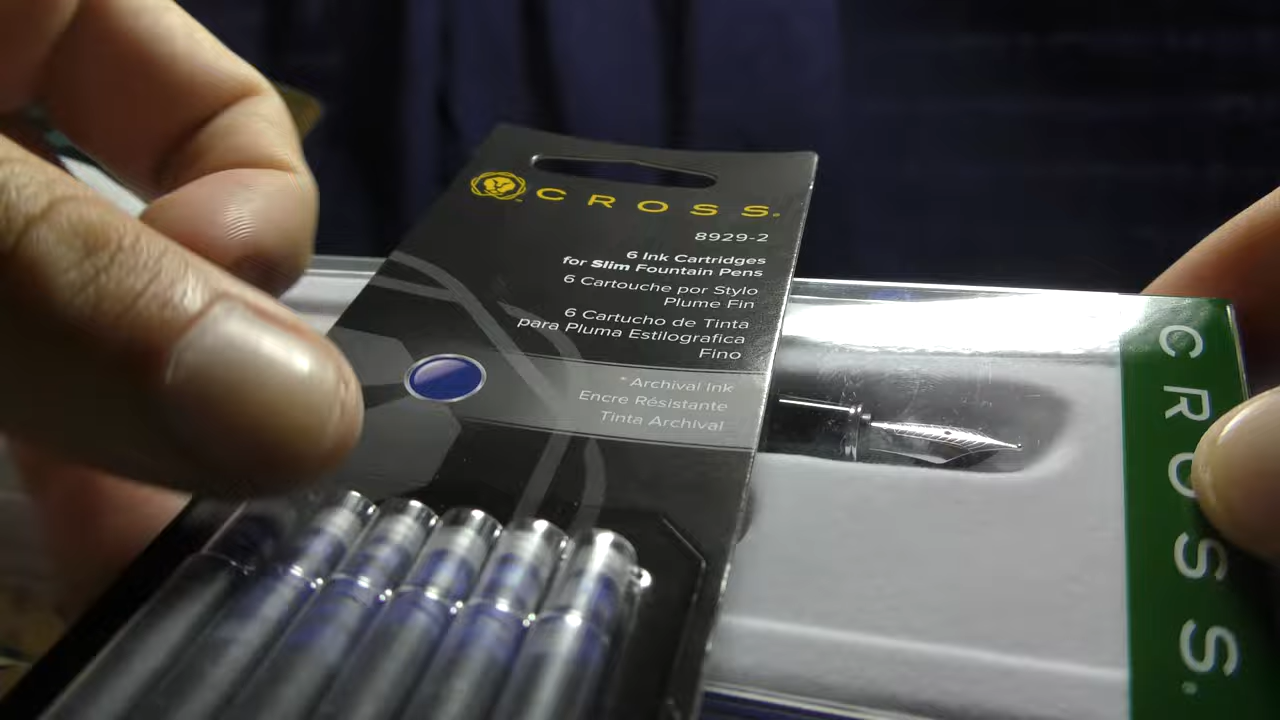 CROSS.
8929-2
6 Ink Cartridges
for Slim Fountain Pens
6 Cartouche por Stylo
Plume Fin
6 Cartucho de Tinta
para Pluma Estilografica
Fino
* Archival Ink
Encre Résistante
Tinta Archival
CROSS.